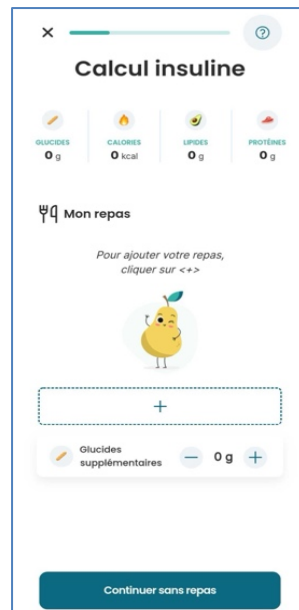 Calcul insuline
GLUCIDES
0 g
CALORIES
0 kcal
LIPIDES
0 g
PROTÉINES
0 g
Mon repas
Pour ajouter votre repas,
cliquer sur <+>
+
Glucides
supplémentaires
— 0 g +
Continuer sans repas